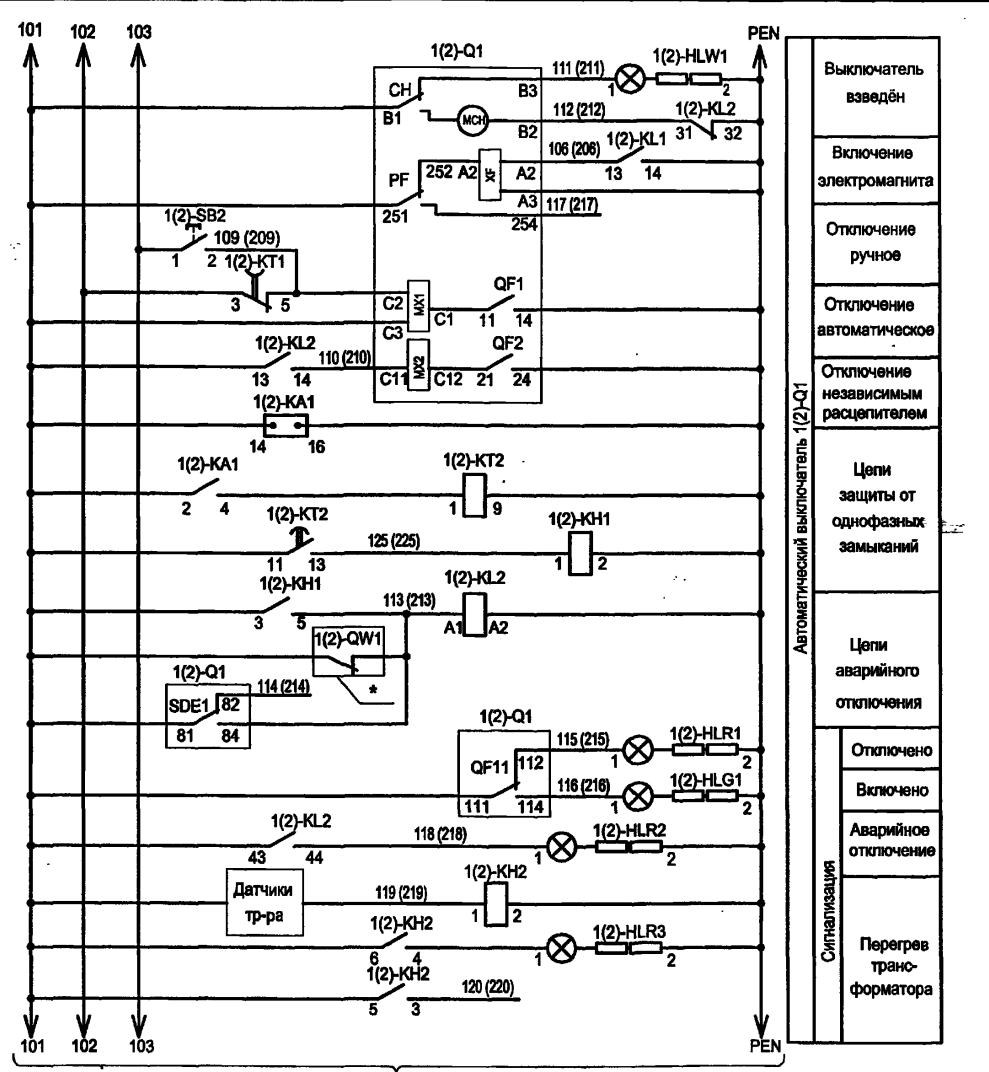 101 102 103 PEN
1(2)-Q1
CH
B1
MCH
B3
111 (211)
1(2)-HLW1
1 2
B2
112 (212)
1(2)-KL2
31 32
PF
251
252 A2
XF
A2
106 (206)
1(2)-KL1
13 14
A3
117 (217)
254
1(2)-SB2
1 2
109 (209)
1(2)-KT1
3 5
C2
C3
MX1
C1
QF1
11 14
1(2)-KL2
13 14
110 (210)
C11
MX2
C12
QF2
21 24
1(2)-KA1
14 16
1(2)-KA1
2 4
1(2)-KT2
1 9
1(2)-KT2
11 13
125 (225)
1(2)-KH1
1 2
1(2)-KH1
3 5
113 (213)
1(2)-KL2
A1 A2
1(2)-QW1
*
1(2)-Q1
SDE1
82
114 (214)
81 84
1(2)-Q1
QF11
112
111 114
115 (215)
1(2)-HLR1
1 2
116 (216)
1(2)-HLG1
1 2
1(2)-KL2
43 44
118 (218)
1(2)-HLR2
1 2
Датчики
тр-ра
119 (219)
1(2)-KH2
1 2
1(2)-KH2
6 4
1(2)-HLR3
1 2
1(2)-KH2
5 3
120 (220)
101 102 103 PEN
Автоматический выключатель 1(2)-Q1
Выключатель
взведён
Включение
электромагнита
Отключение
ручное
Отключение
автоматическое
Отключение
независимым
расцепителем
Цепи
защиты от
однофазных
замыканий
Цепи
аварийного
отключения
Сигнализация
Отключено
Включено
Аварийное
отключение
Перегрев
транс-
форматора